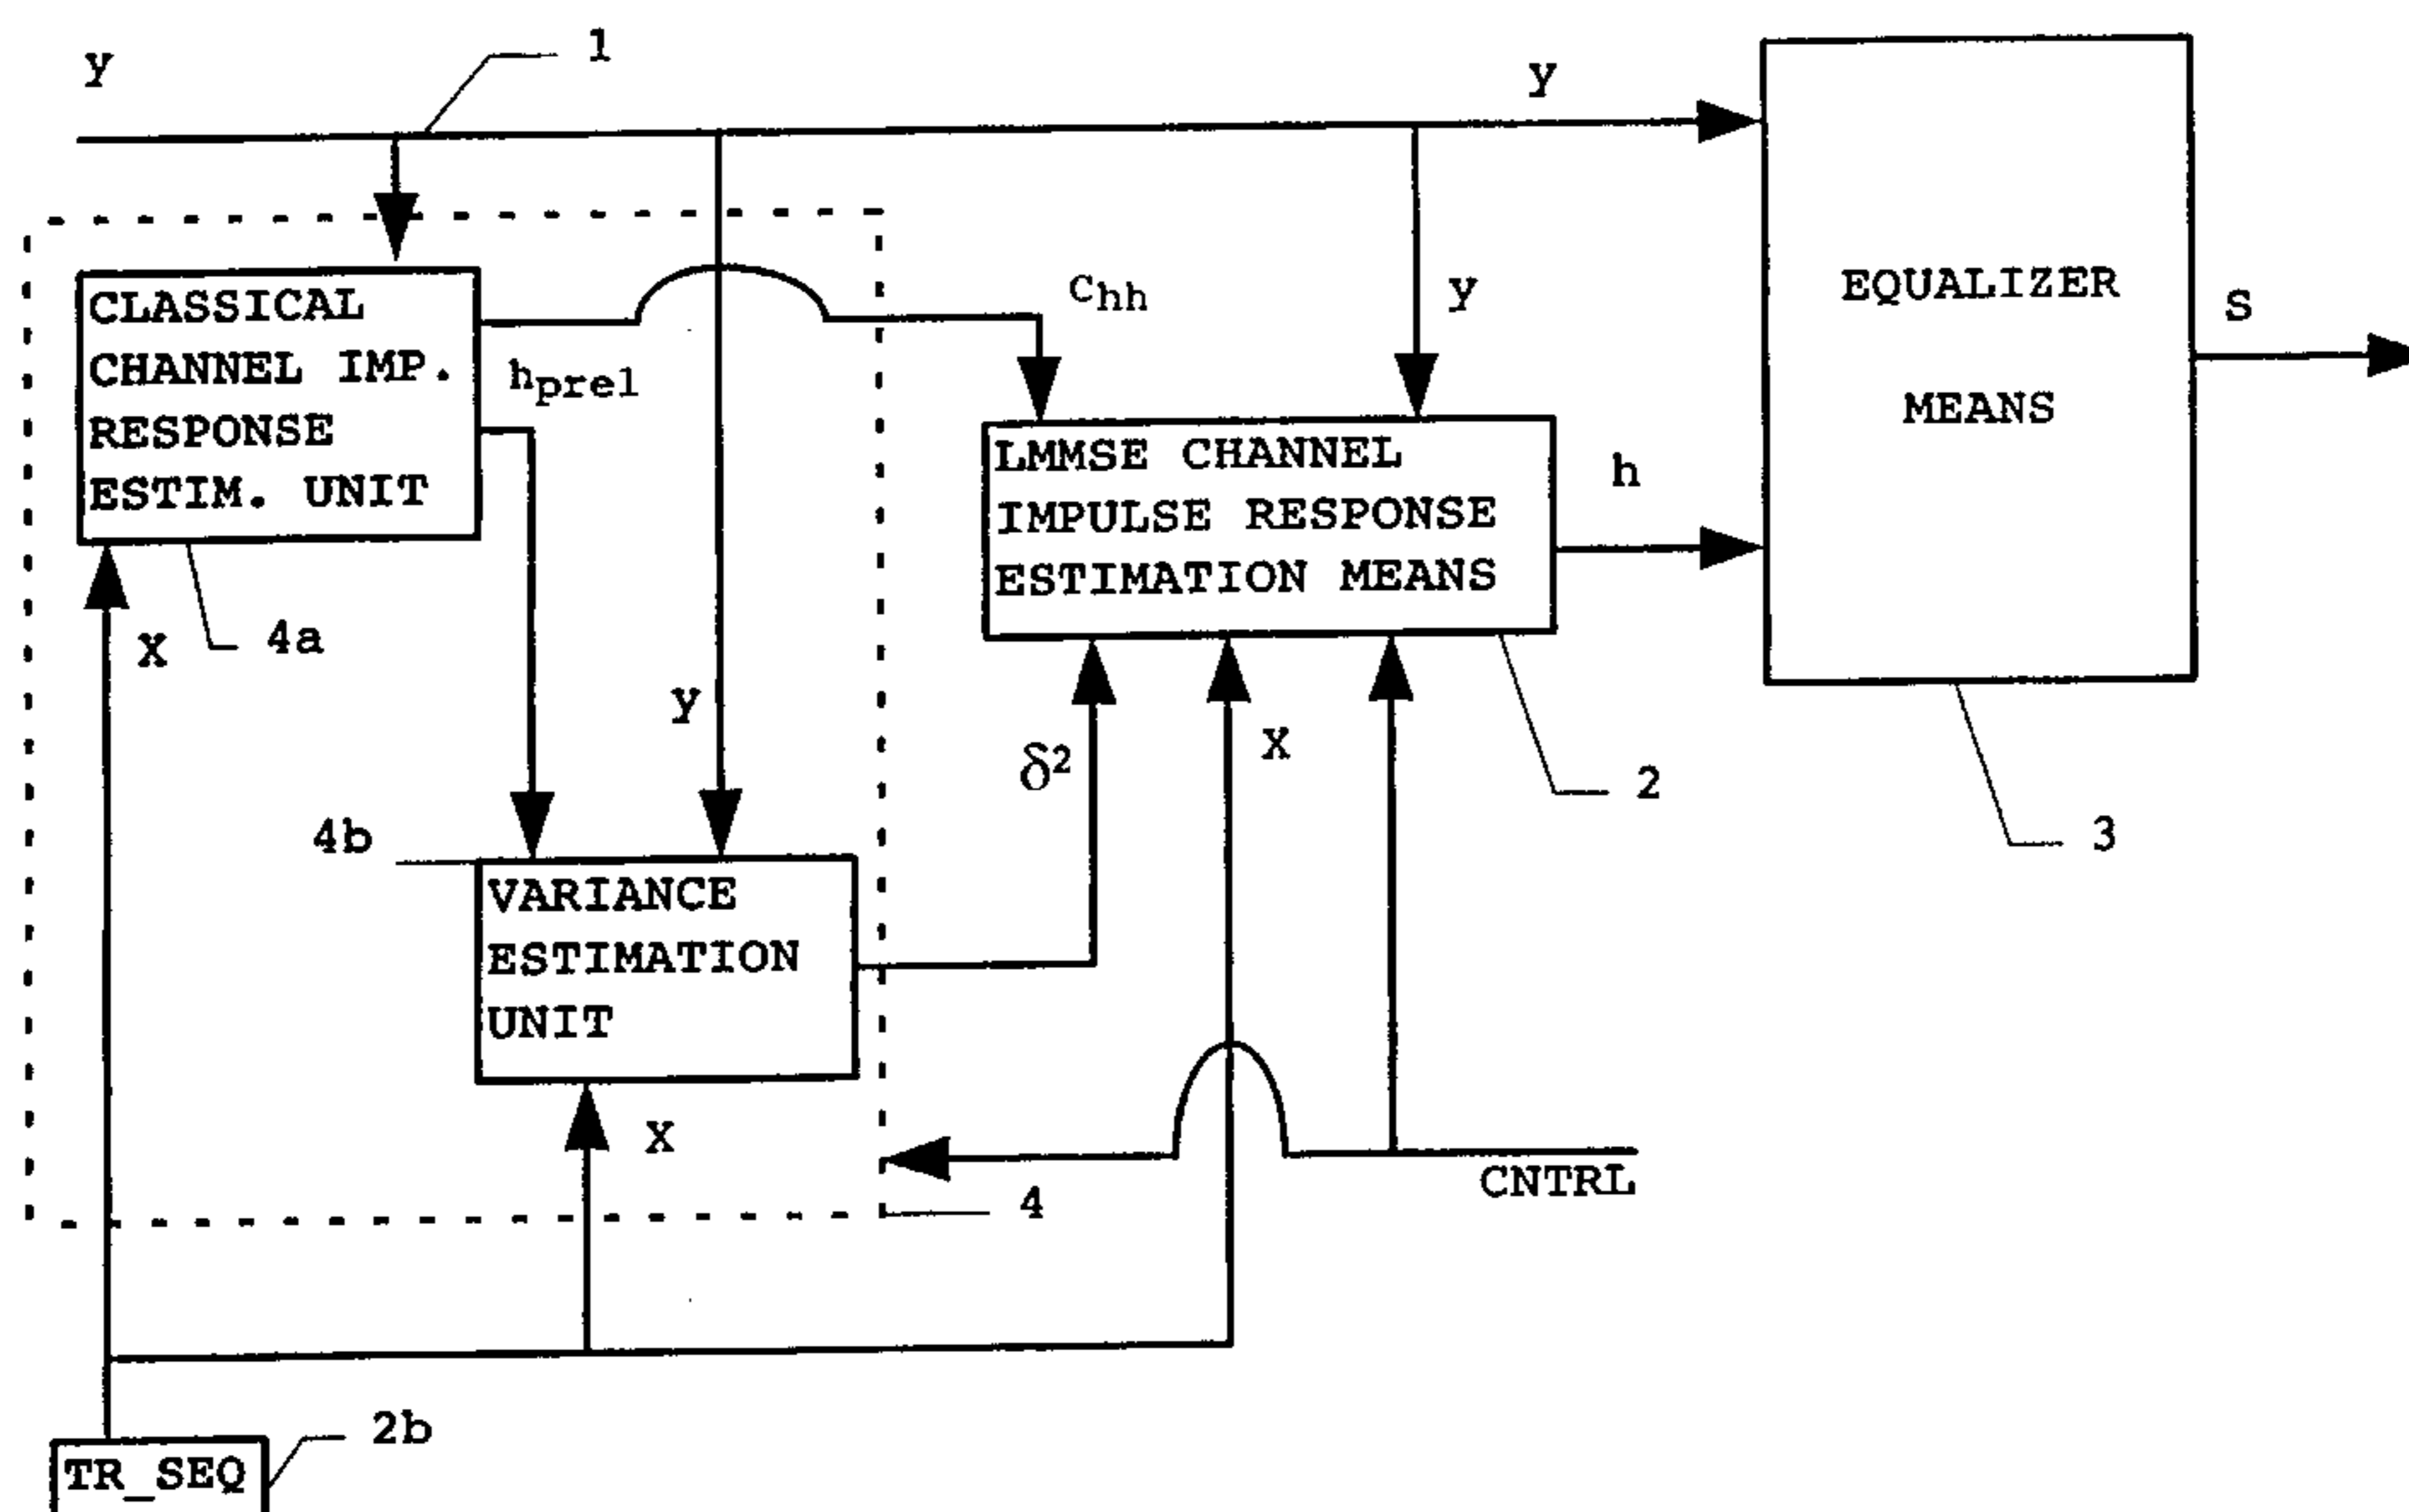 y
1
y
CLASSICAL
CHANNEL IMP.
RESPONSE
ESTIM. UNIT
hprel
chh
y
EQUALIZER
MEANS
S
LMMSE CHANNEL
IMPULSE RESPONSE
ESTIMATION MEANS
h
X
4a
y
δ2
X
2
3
4b
VARIANCE
ESTIMATION
UNIT
X
4
CNTRL
2b
TR_SEQ